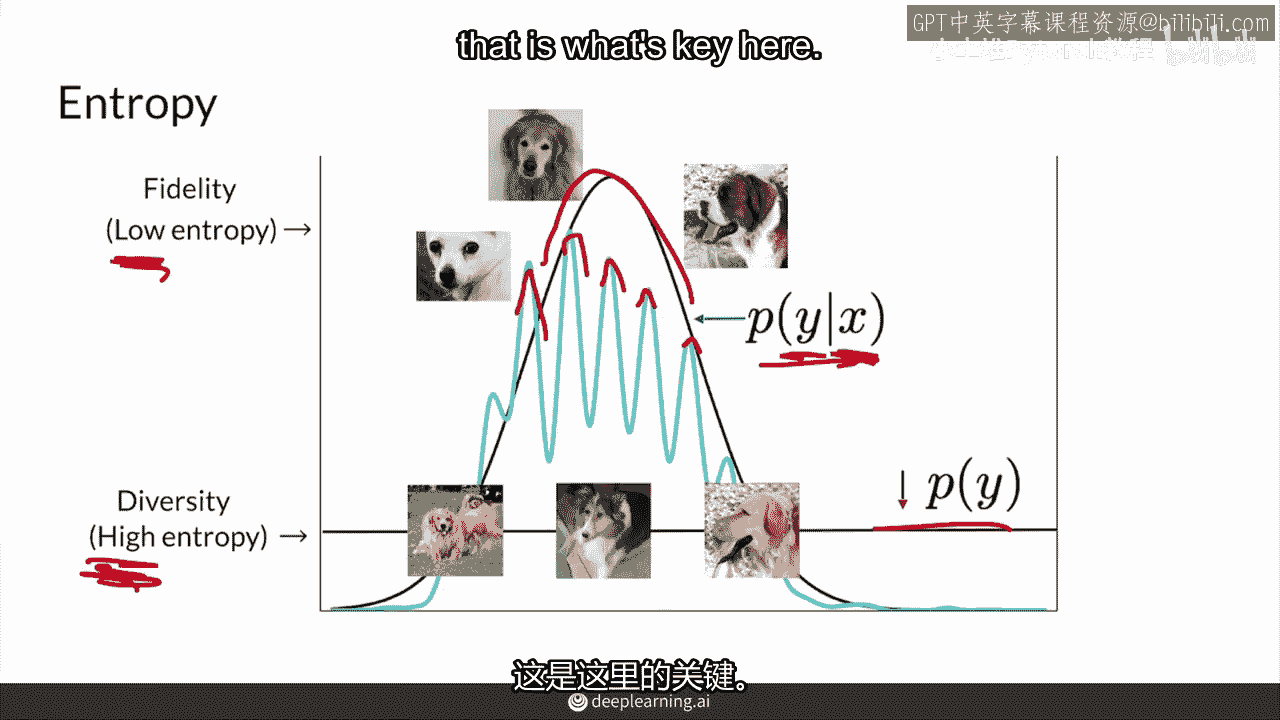 GPT中英字幕课程资源@bilibili.com
that is what's key here.
Entropy
Fidelity
(Low entropy) →
p(y|x)
Diversity
(High entropy) →
↓ p(y)
这是这里的关键。
deeplearning.ai